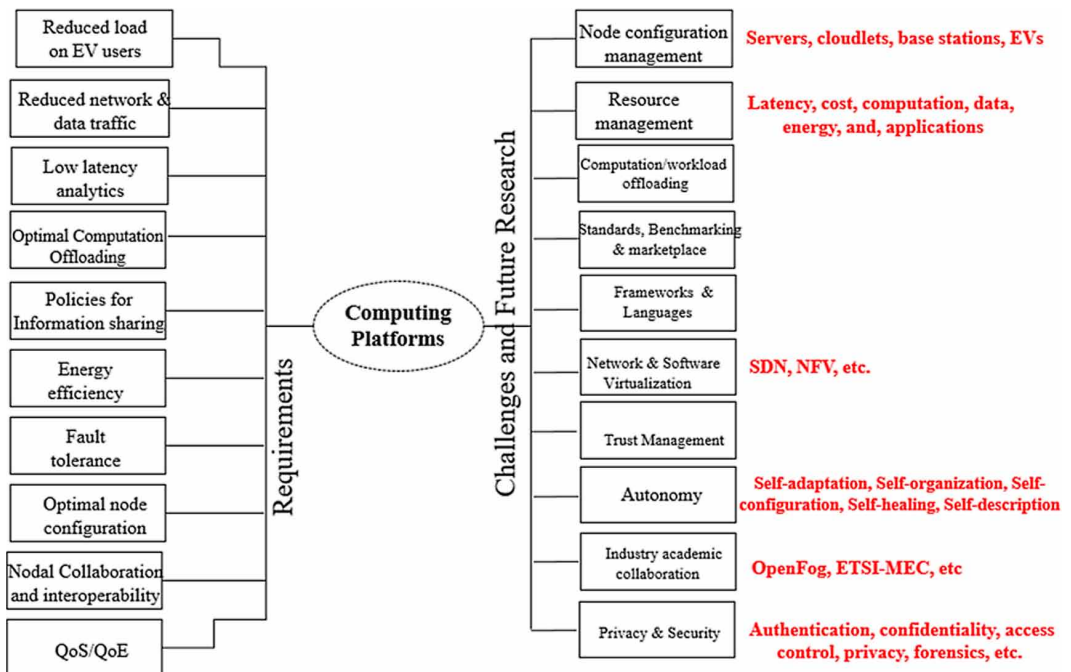 Reduced load
on EV users
Reduced network &
data traffic
Low latency
analytics
Optimal Computation
Offloading
Policies for
Information sharing
Energy
efficiency
Fault
tolerance
Optimal node
configuration
Nodal Collaboration
and interoperability
QoS/QoE
Requirements
Computing
Platforms
Challenges and Future Research
Node configuration
management
Servers, cloudlets, base stations, EVs
Resource
management
Latency, cost, computation, data,
energy, and, applications
Computation/workload
offloading
Standards, Benchmarking
& marketplace
Frameworks &
Languages
Network & Software
Virtualization
SDN, NFV, etc.
Trust Management
Autonomy
Self-adaptation, Self-organization, Self-
configuration, Self-healing, Self-description
Industry academic
collaboration
OpenFog, ETSI-MEC, etc
Privacy & Security
Authentication, confidentiality, access
control, privacy, forensics, etc.